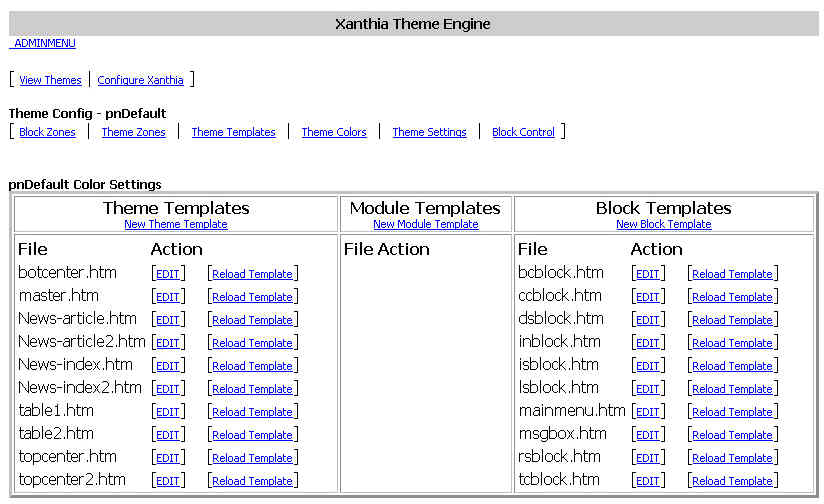 Xanthia Theme Engine
_ADMINMENU
[ View Themes | Configure Xanthia ]
Theme Config - pnDefault
[ Block Zones | Theme Zones | Theme Templates | Theme Colors | Theme Settings | Block Control ]
pnDefault Color Settings
Theme Templates Module Templates Block Templates
New Theme Template New Module Template New Block Template
File Action File Action File Action
botcenter.htm [EDIT] [Reload Template] bcblock.htm [EDIT] [Reload Template]
master.htm [EDIT] [Reload Template] ccblock.htm [EDIT] [Reload Template]
News-article.htm [EDIT] [Reload Template] dsblock.htm [EDIT] [Reload Template]
News-article2.htm [EDIT] [Reload Template] inblock.htm [EDIT] [Reload Template]
News-index.htm [EDIT] [Reload Template] isblock.htm [EDIT] [Reload Template]
News-index2.htm [EDIT] [Reload Template] lsblock.htm [EDIT] [Reload Template]
table1.htm [EDIT] [Reload Template] mainmenu.htm [EDIT] [Reload Template]
table2.htm [EDIT] [Reload Template] msgbox.htm [EDIT] [Reload Template]
topcenter.htm [EDIT] [Reload Template] rsblock.htm [EDIT] [Reload Template]
topcenter2.htm [EDIT] [Reload Template] tcblock.htm [EDIT] [Reload Template]